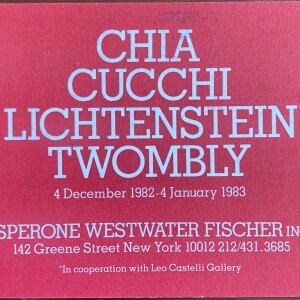 CHIA
CUCCHI
LICHTENSTEIN
TWOMBLY
4 December 1982-4 January 1983
SPERONE WESTWATER FISCHER IN
142 Greene Street New York 10012 212/431.3685
*In cooperation with Leo Castelli Gallery